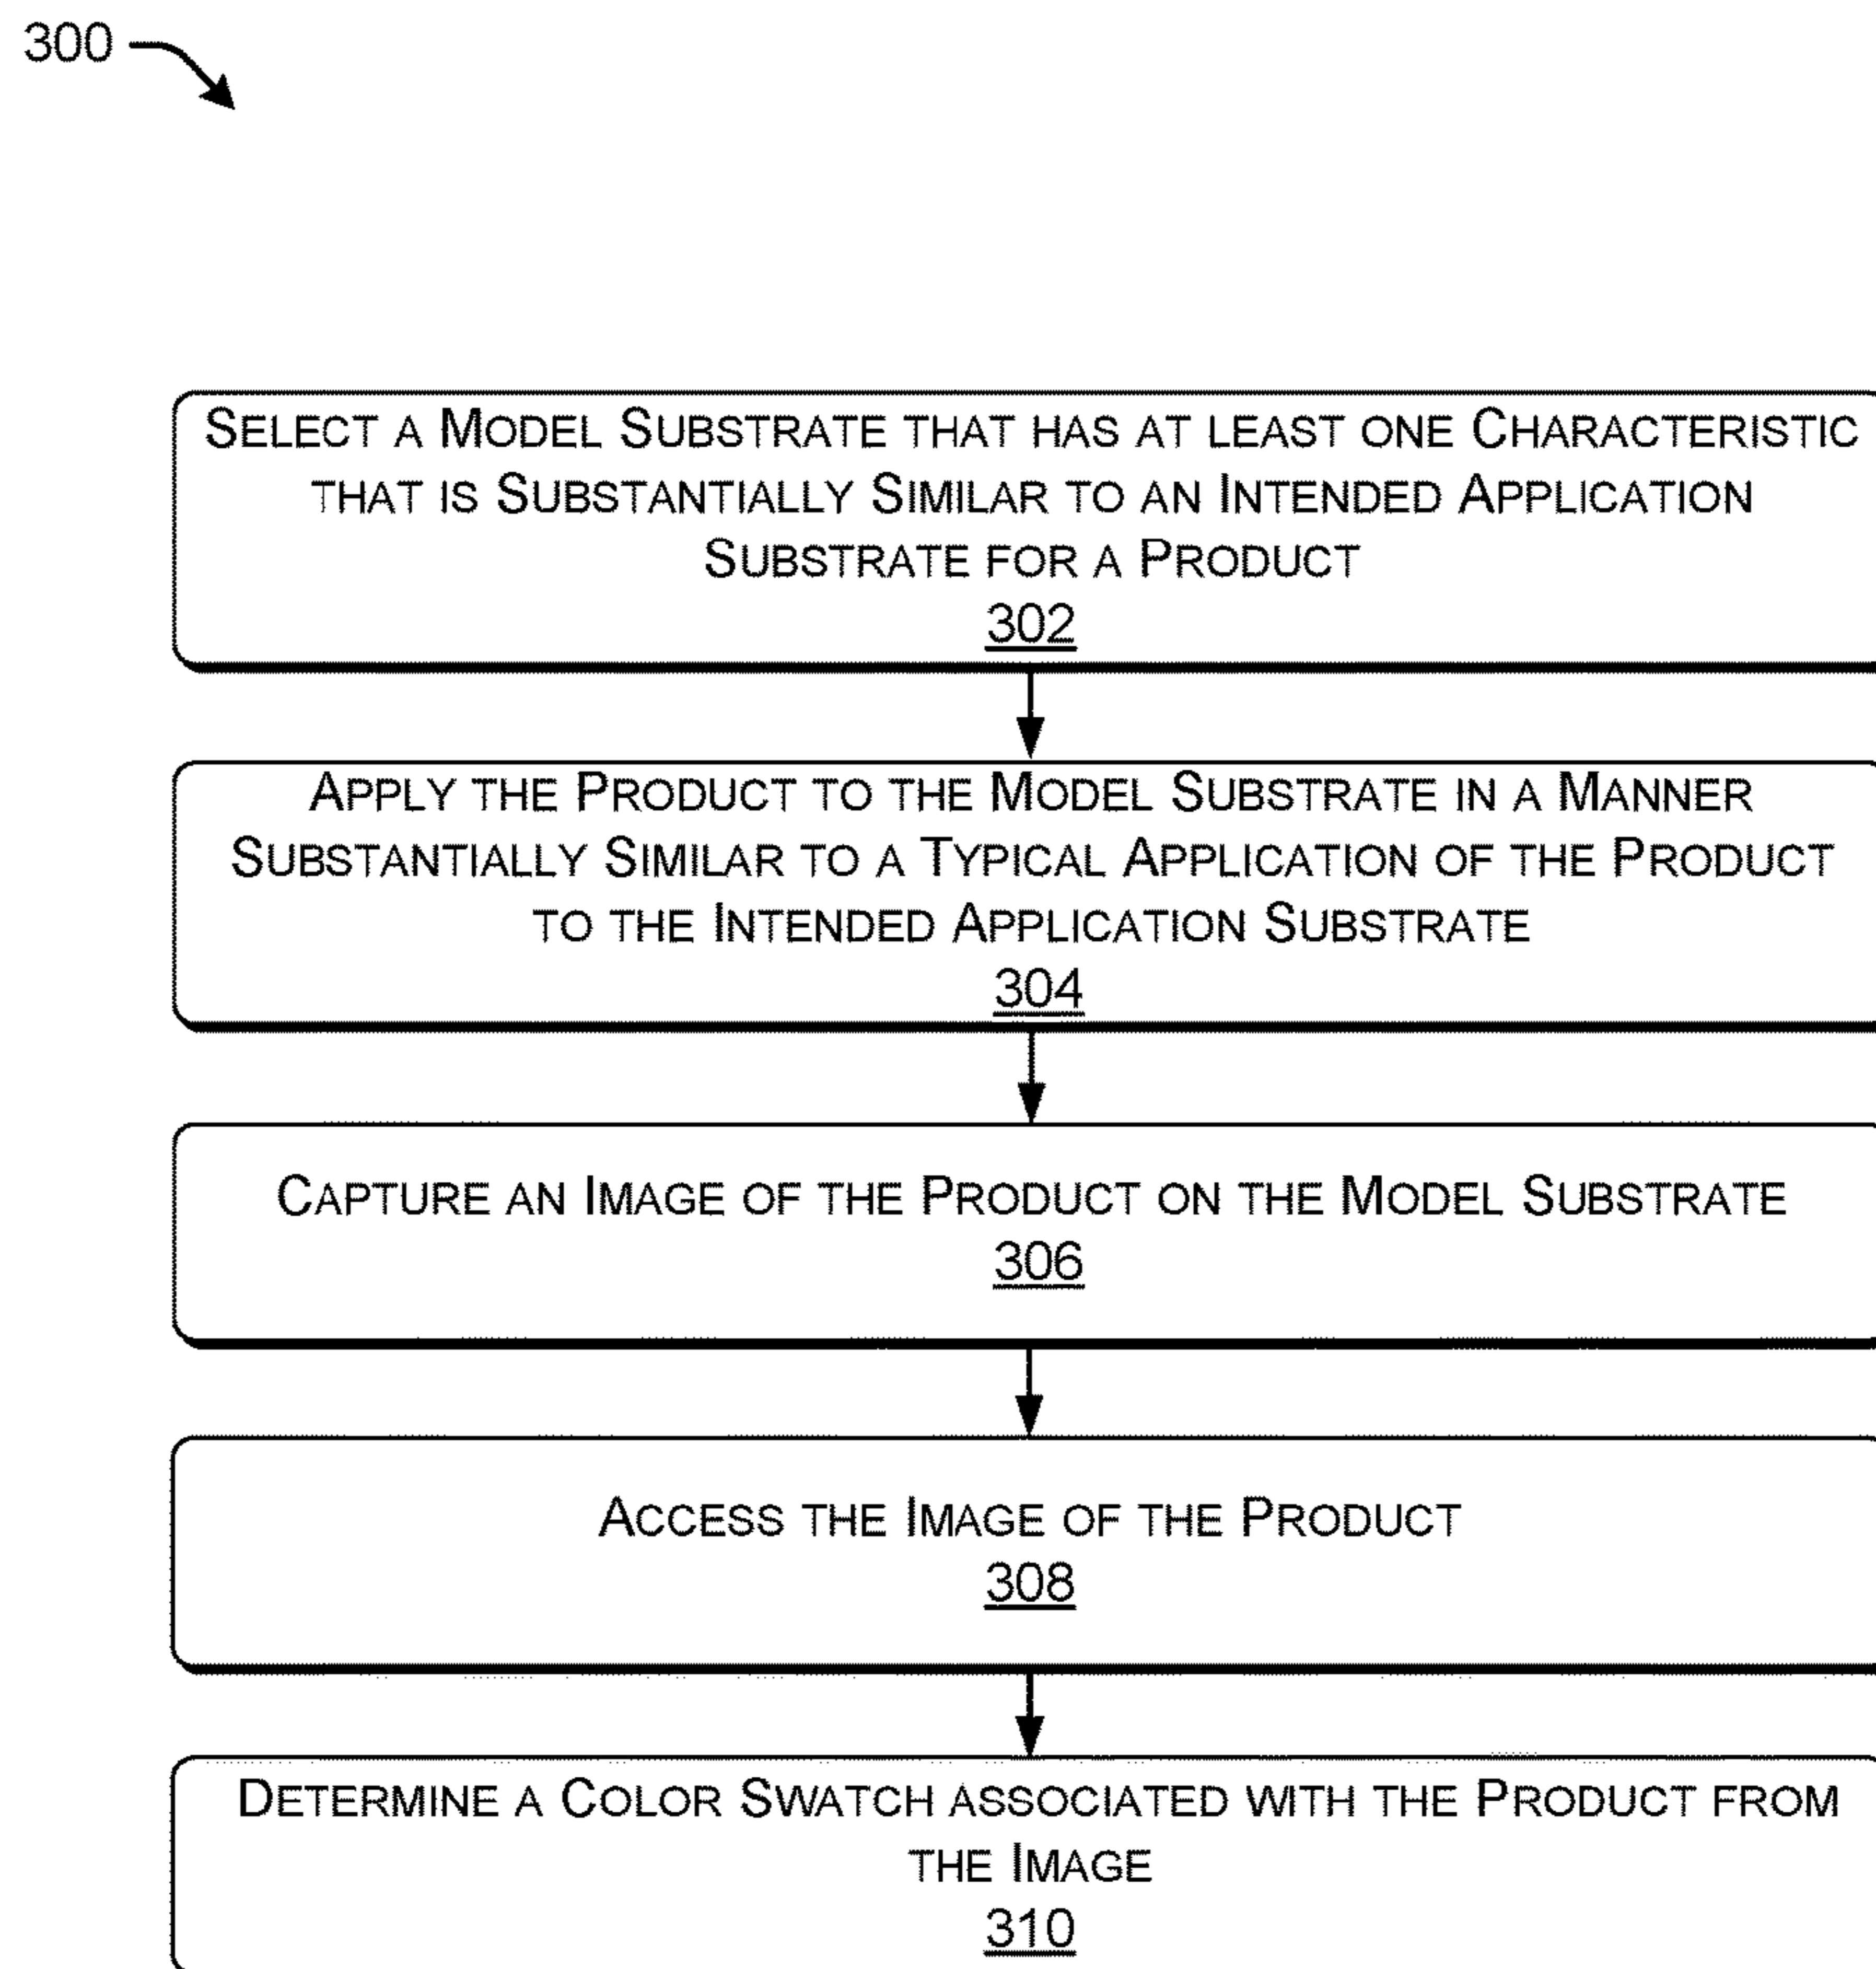 300
SELECT A MODEL SUBSTRATE THAT HAS AT LEAST ONE CHARACTERISTIC
THAT IS SUBSTANTIALLY SIMILAR TO AN INTENDED APPLICATION
SUBSTRATE FOR A PRODUCT
302
APPLY THE PRODUCT TO THE MODEL SUBSTRATE IN A MANNER
SUBSTANTIALLY SIMILAR TO A TYPICAL APPLICATION OF THE PRODUCT
TO THE INTENDED APPLICATION SUBSTRATE
304
CAPTURE AN IMAGE OF THE PRODUCT ON THE MODEL SUBSTRATE
306
ACCESS THE IMAGE OF THE PRODUCT
308
DETERMINE A COLOR SWATCH ASSOCIATED WITH THE PRODUCT FROM
THE IMAGE
310